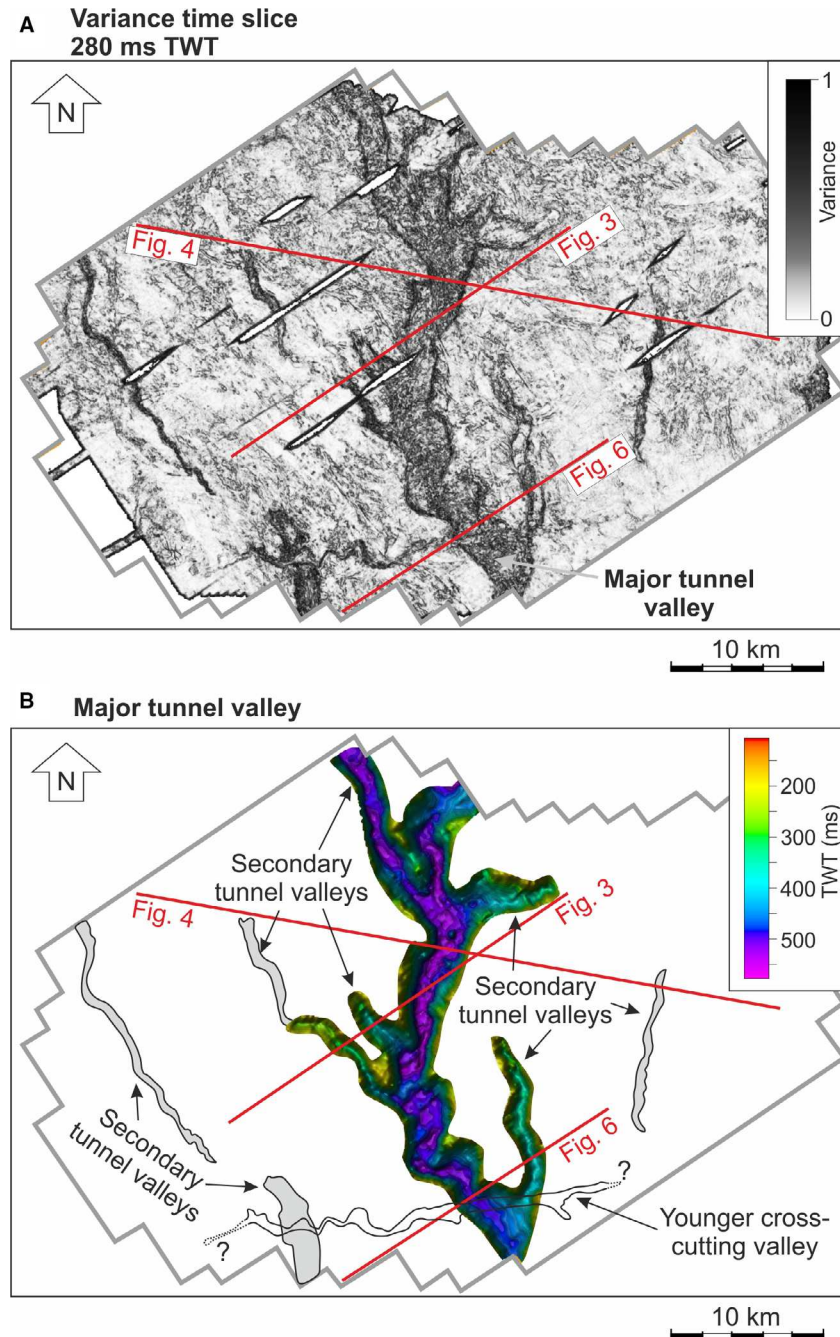 A
Variance time slice
280 ms TWT
N
1
Variance
0
Fig. 4
Fig. 3
Fig. 6
Major tunnel
valley
10 km
B
Major tunnel valley
N
200
300
400
500
TWT (ms)
Secondary
tunnel valleys
Fig. 4
Fig. 3
Secondary
tunnel valleys
Fig. 6
Secondary
tunnel valleys
?
?
Younger cross-
cutting valley
10 km